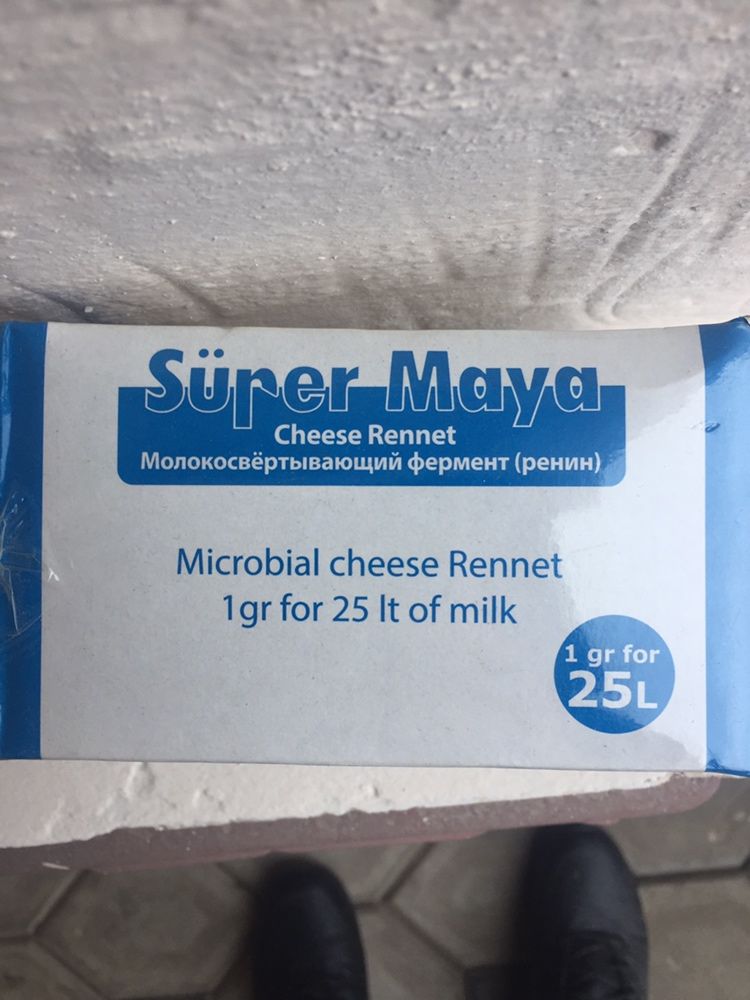 Süper Maya
Cheese Rennet
Молокосвёртывающий фермент (ренин)
Microbial cheese Rennet
1gr for 25 lt of milk
1 gr for
25L